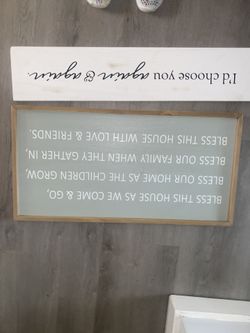 I'd choose you again & again
BLESS THIS HOUSE AS WE COME & GO,
BLESS OUR HOME AS THE CHILDREN GROW,
BLESS OUR FAMILY WHEN THEY GATHER IN,
BLESS THIS HOUSE WITH LOVE & FRIENDS.